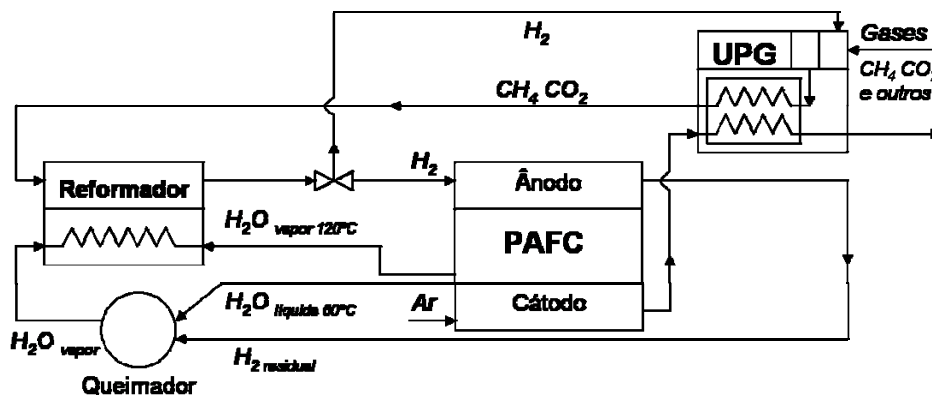 H₂
UPG
Gases
CH₄ CO₂
e outros
CH₄ CO₂
Reformador
H₂
Ânodo
H₂O vapor 120ºC
PAFC
H₂O líquida 60ºC
Ar
Cátodo
H₂O vapor
H₂ residual
Queimador